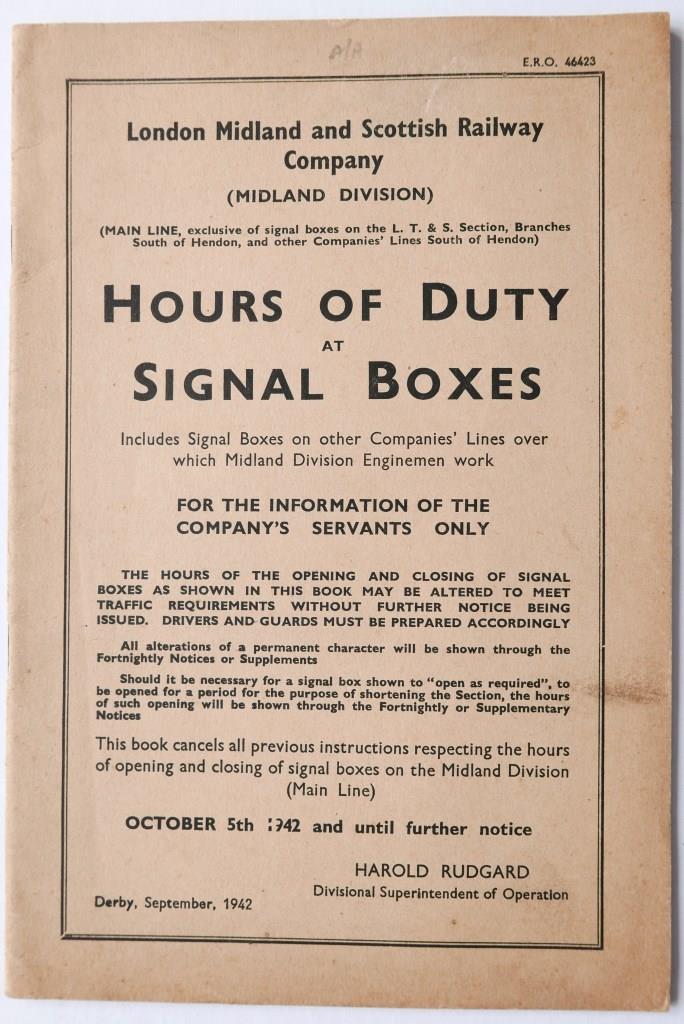 A/A
E.R.O. 46423
London Midland and Scottish Railway
Company
(MIDLAND DIVISION)
(MAIN LINE, exclusive of signal boxes on the L. T. & S. Section, Branches
South of Hendon, and other Companies' Lines South of Hendon)
HOURS OF DUTY
AT
SIGNAL BOXES
Includes Signal Boxes on other Companies' Lines over
which Midland Division Enginemen work
FOR THE INFORMATION OF THE
COMPANY'S SERVANTS ONLY
THE HOURS OF THE OPENING AND CLOSING OF SIGNAL
BOXES AS SHOWN IN THIS BOOK MAY BE ALTERED TO MEET
TRAFFIC REQUIREMENTS WITHOUT FURTHER NOTICE BEING
ISSUED. DRIVERS AND GUARDS MUST BE PREPARED ACCORDINGLY
All alterations of a permanent character will be shown through the
Fortnightly Notices or Supplements
Should it be necessary for a signal box shown to "open as required", to
be opened for a period for the purpose of shortening the Section, the hours
of such opening will be shown through the Fortnightly or Supplementary
Notices
This book cancels all previous instructions respecting the hours
of opening and closing of signal boxes on the Midland Division
(Main Line)
OCTOBER 5th 1942 and until further notice
HAROLD RUDGARD
Divisional Superintendent of Operation
Derby, September, 1942